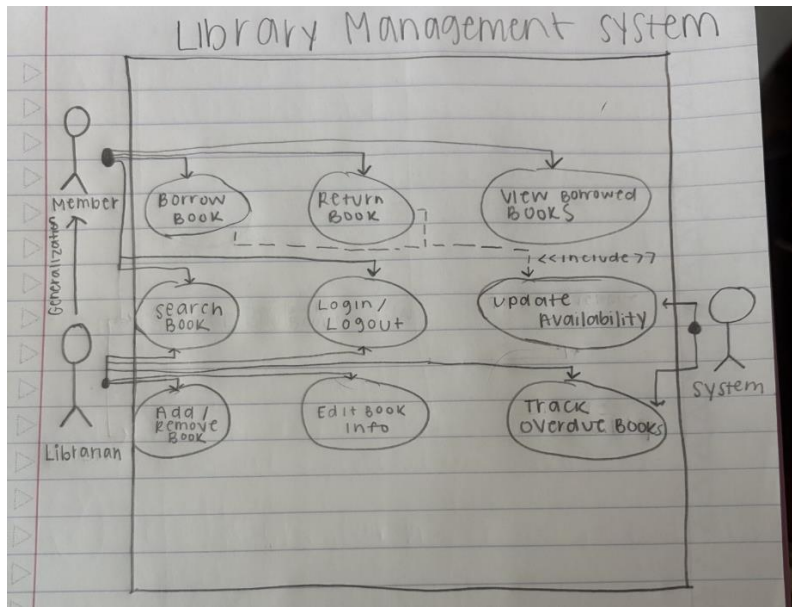 Library Management system
Member
Borrow
Book
Return
Book
View Borrowed
Books
Generalization
<<include>>
Search
Book
Login/
Logout
update
Availability
System
Librarian
Add/
Remove
Book
Edit Book
Info
Track
Overdue Books